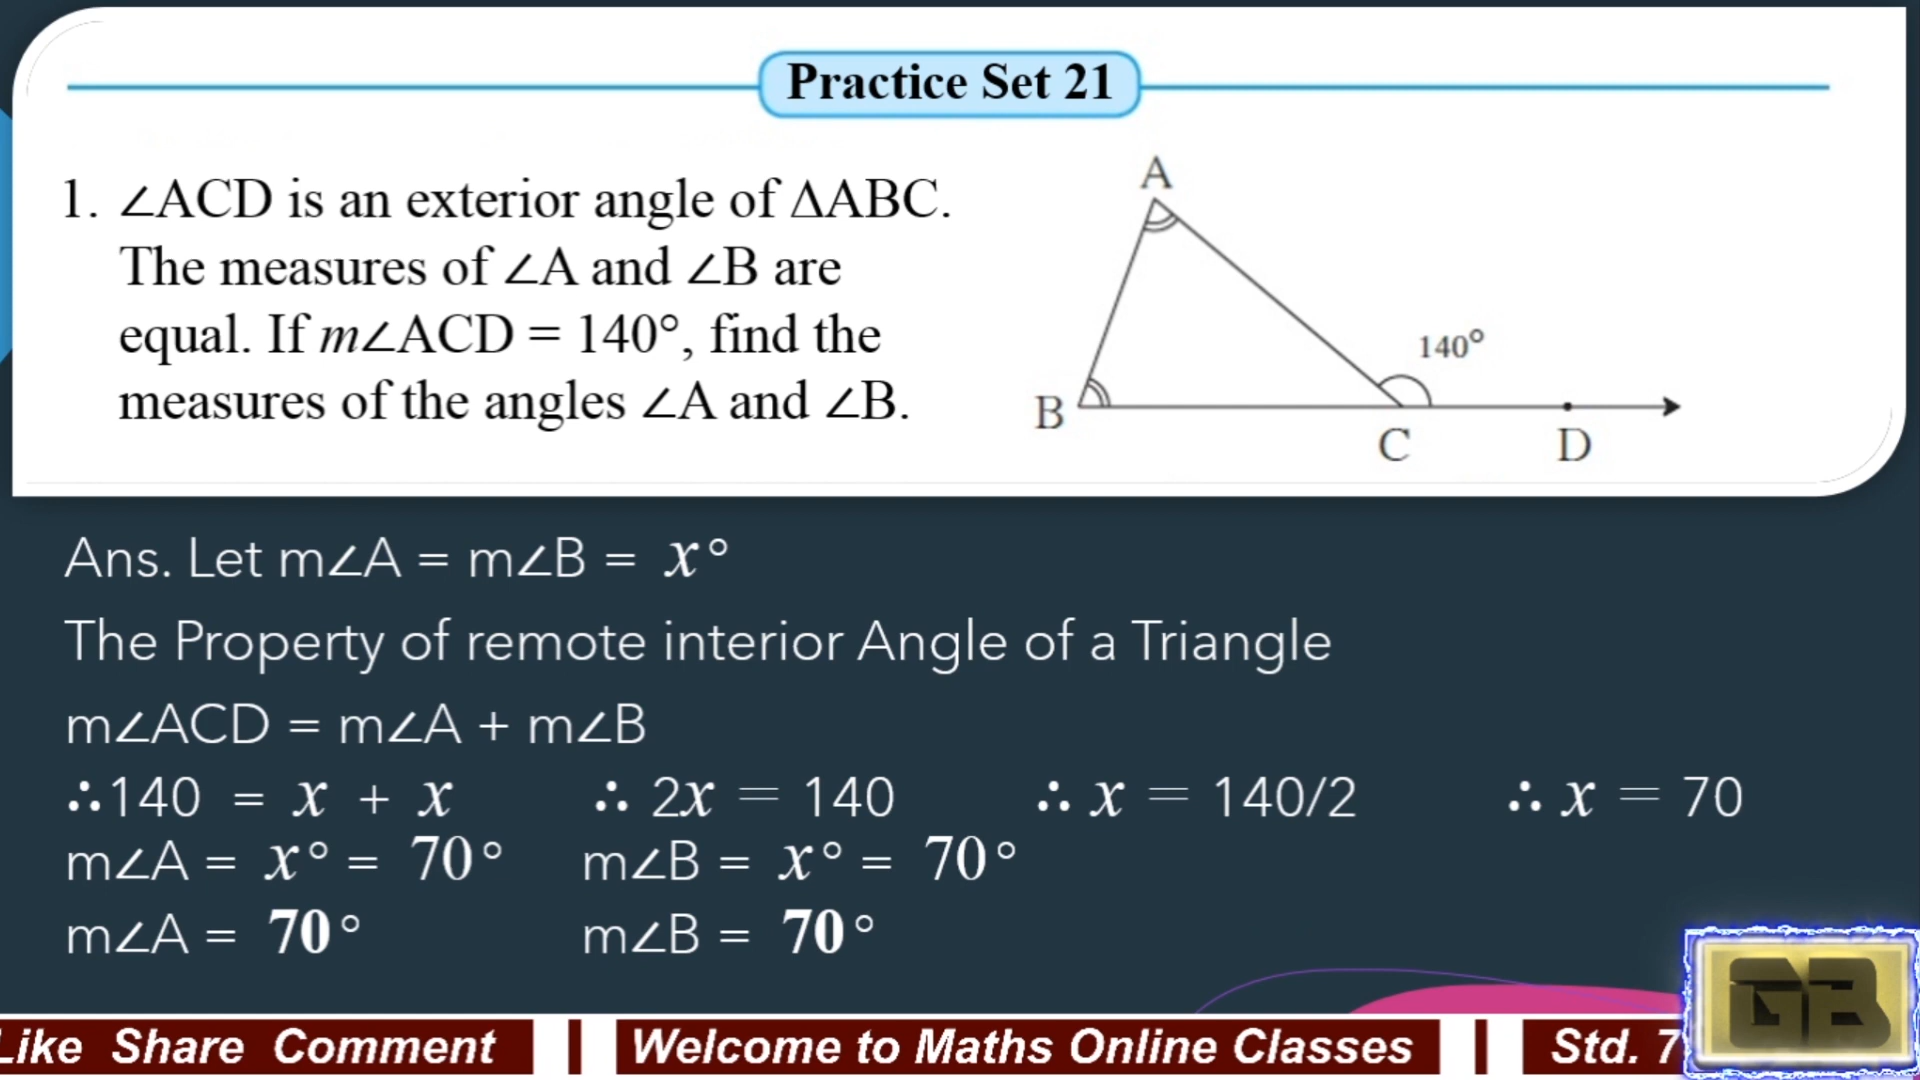 Practice Set 21
1. ∠ACD is an exterior angle of ΔABC.
The measures of ∠A and ∠B are
equal. If m∠ACD = 140°, find the
measures of the angles ∠A and ∠B.
A
140°
B
C
D
Ans. Let m∠A = m∠B = x°
The Property of remote interior Angle of a Triangle
m∠ACD = m∠A + m∠B
∴140 = x + x ∴ 2x = 140 ∴ x = 140/2 ∴ x = 70
m∠A = x° = 70° m∠B = x° = 70°
m∠A = 70° m∠B = 70°
Like Share Comment | Welcome to Maths Online Classes | Std. 7
GB